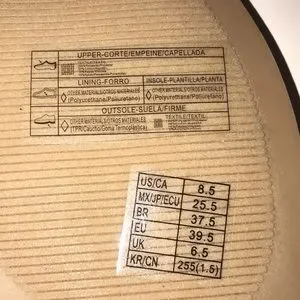 UPPER-CORTE/EMPEINE/CAPELLADA
TEXTILE/TEXTIL
LINING-FORRO
INSOLE-PLANTILLA/PLANTA
OTHER MATERIALS/OTROS MATERIALES
(Polyurethane/Poliuretano)
OTHER MATERIALS/OTROS MATERIALES
(Polyurethane/Poliuretano)
OUTSOLE-SUELA/FIRME
OTHER MATERIALS/OTROS MATERIALES
(TPR/Caucho/Goma Termoplástica)
TEXTILE/TEXTIL
US/CA 8.5
MX/JP/ECU 25.5
BR 37.5
EU 39.5
UK 6.5
KR/CN 255(1.5)